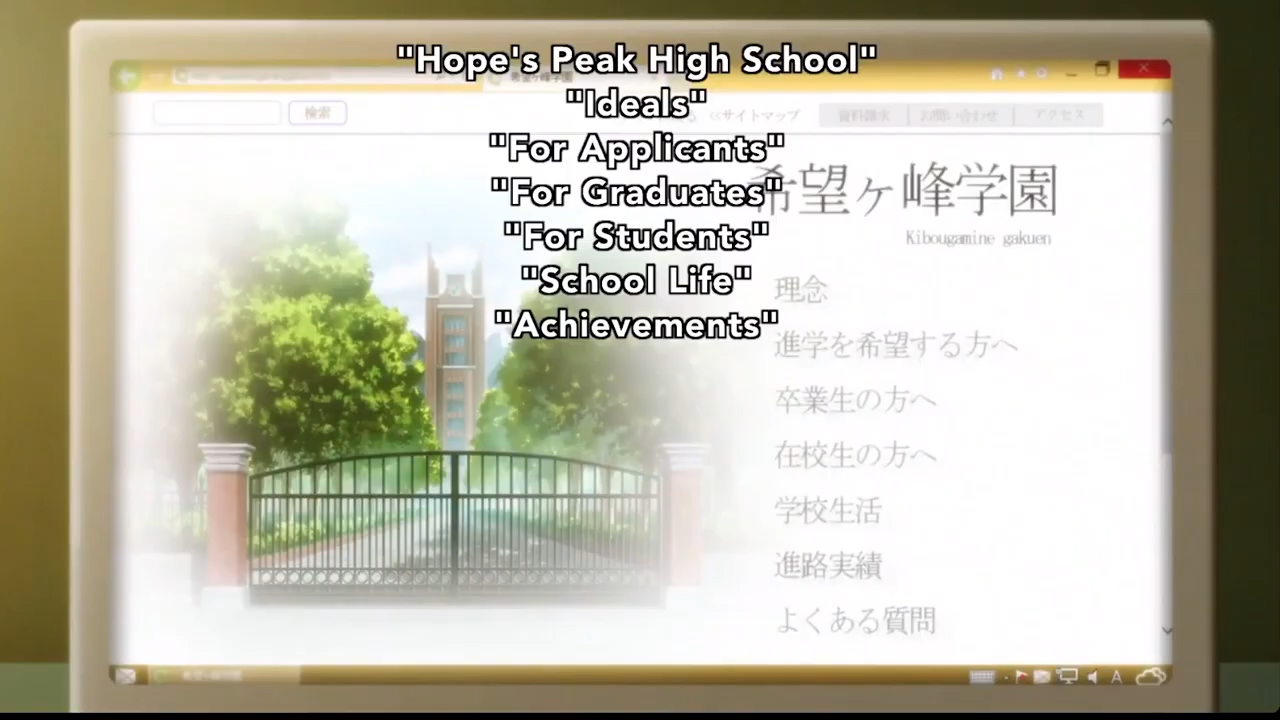 "Hope's Peak High School"
"Ideals"
"For Applicants"
"For Graduates"
"For Students"
"School Life"
"Achievements"
検索
<<サイトマップ
資料請求
お問い合わせ
アクセス
希望ヶ峰学園
Kibougamine gakuen
理念
進学を希望する方へ
卒業生の方へ
在校生の方へ
学校生活
進路実績
よくある質問
A